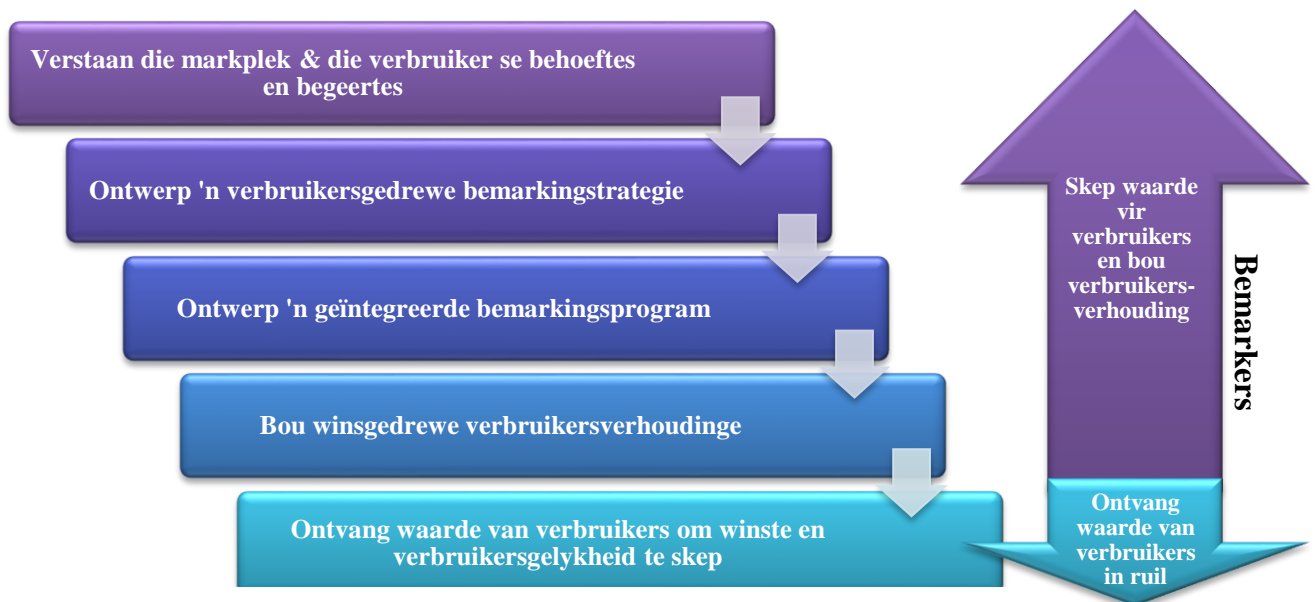 Verstaan die markplek & die verbruiker se behoeftes
en begeertes
Ontwerp 'n verbruikersgedrewe bemarkingstrategie
Ontwerp 'n geïntegreerde bemarkingsprogram
Bou winsgedrewe verbruikersverhoudinge
Ontvang waarde van verbruikers om winste en
verbruikersgelykheid te skep
Skep waarde
vir
verbruikers
en bou
verbruikers-
verhouding
Ontvang
waarde van
verbruikers
in ruil
Bemarkers